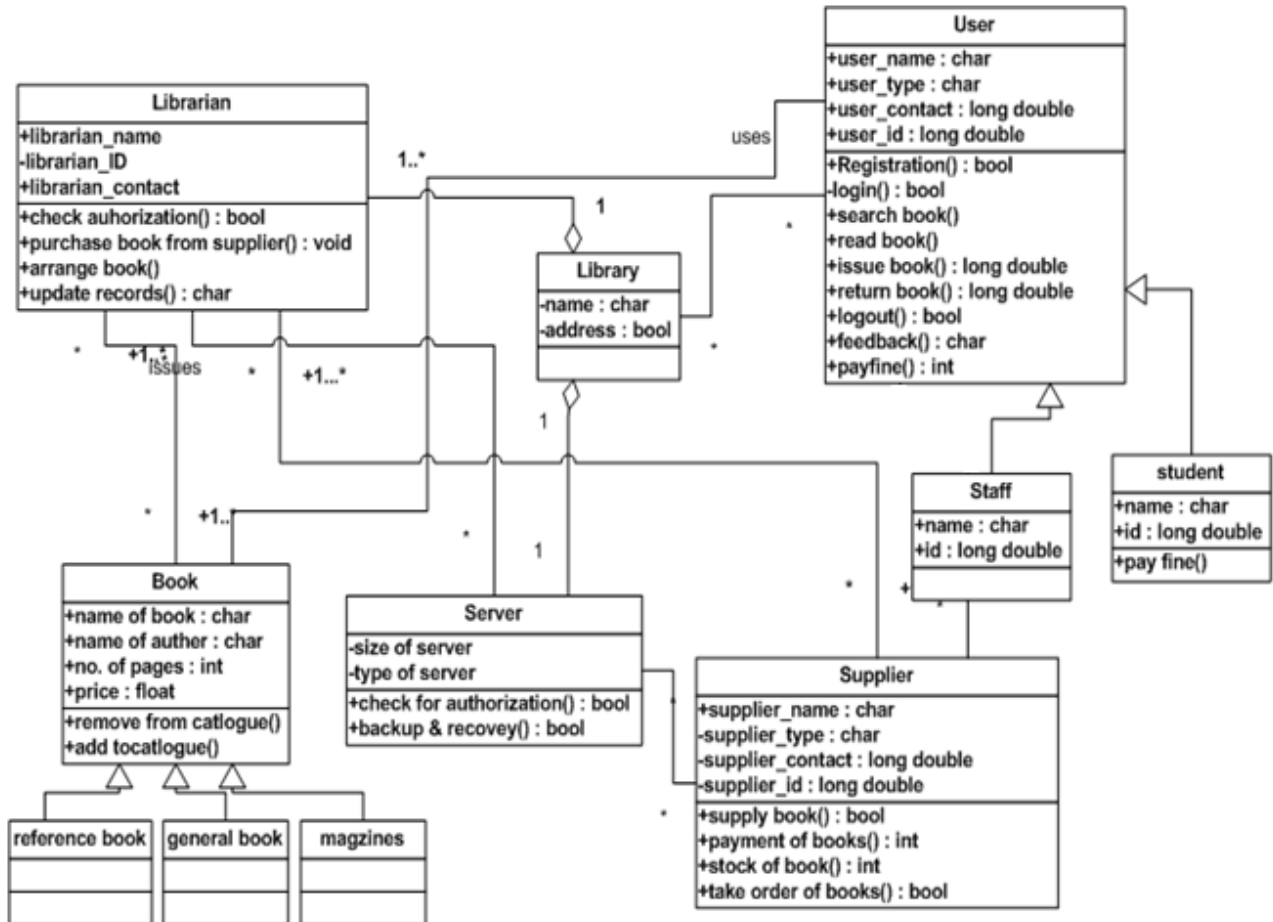 User
+user_name : char
+user_type : char
+user_contact : long double
+user_id : long double
+Registration() : bool
-login() : bool
+search book()
+read book()
+issue book() : long double
+return book() : long double
+logout() : bool
+feedback() : char
+payfine() : int
Librarian
+librarian_name
-librarian_ID
+librarian_contact
+check auhorization() : bool
+purchase book from supplier() : void
+arrange book()
+update records() : char
uses
1..*
1
*
Library
-name : char
-address : bool
*
*
+1..*
issues
*
+1...*
1
*
+1..*
*
1
Staff
+name : char
+id : long double
student
+name : char
+id : long double
+pay fine()
*
+
*
Book
+name of book : char
+name of auther : char
+no. of pages : int
+price : float
+remove from catlogue()
+add tocatlogue()
Server
-size of server
-type of server
+check for authorization() : bool
+backup & recovey() : bool
*
*
Supplier
+supplier_name : char
-supplier_type : char
-supplier_contact : long double
-supplier_id : long double
+supply book() : bool
+payment of books() : int
+stock of book() : int
+take order of books() : bool
reference book
general book
magzines